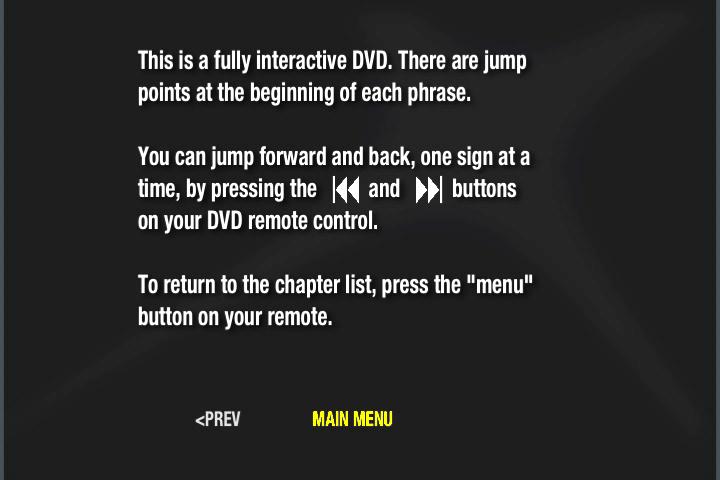 This is a fully interactive DVD. There are jump
points at the beginning of each phrase.
You can jump forward and back, one sign at a
time, by pressing the |◀◀ and ▶▶| buttons
on your DVD remote control.
To return to the chapter list, press the "menu"
button on your remote.
<PREV MAIN MENU